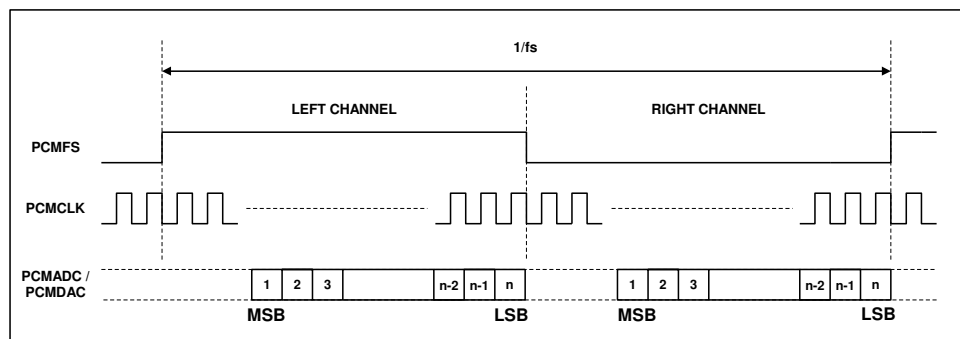 1/fs
LEFT CHANNEL RIGHT CHANNEL
PCMFS
PCMCLK
PCMADC /
PCMDAC
1 2 3 n-2 n-1 n 1 2 3 n-2 n-1 n
MSB LSB MSB LSB